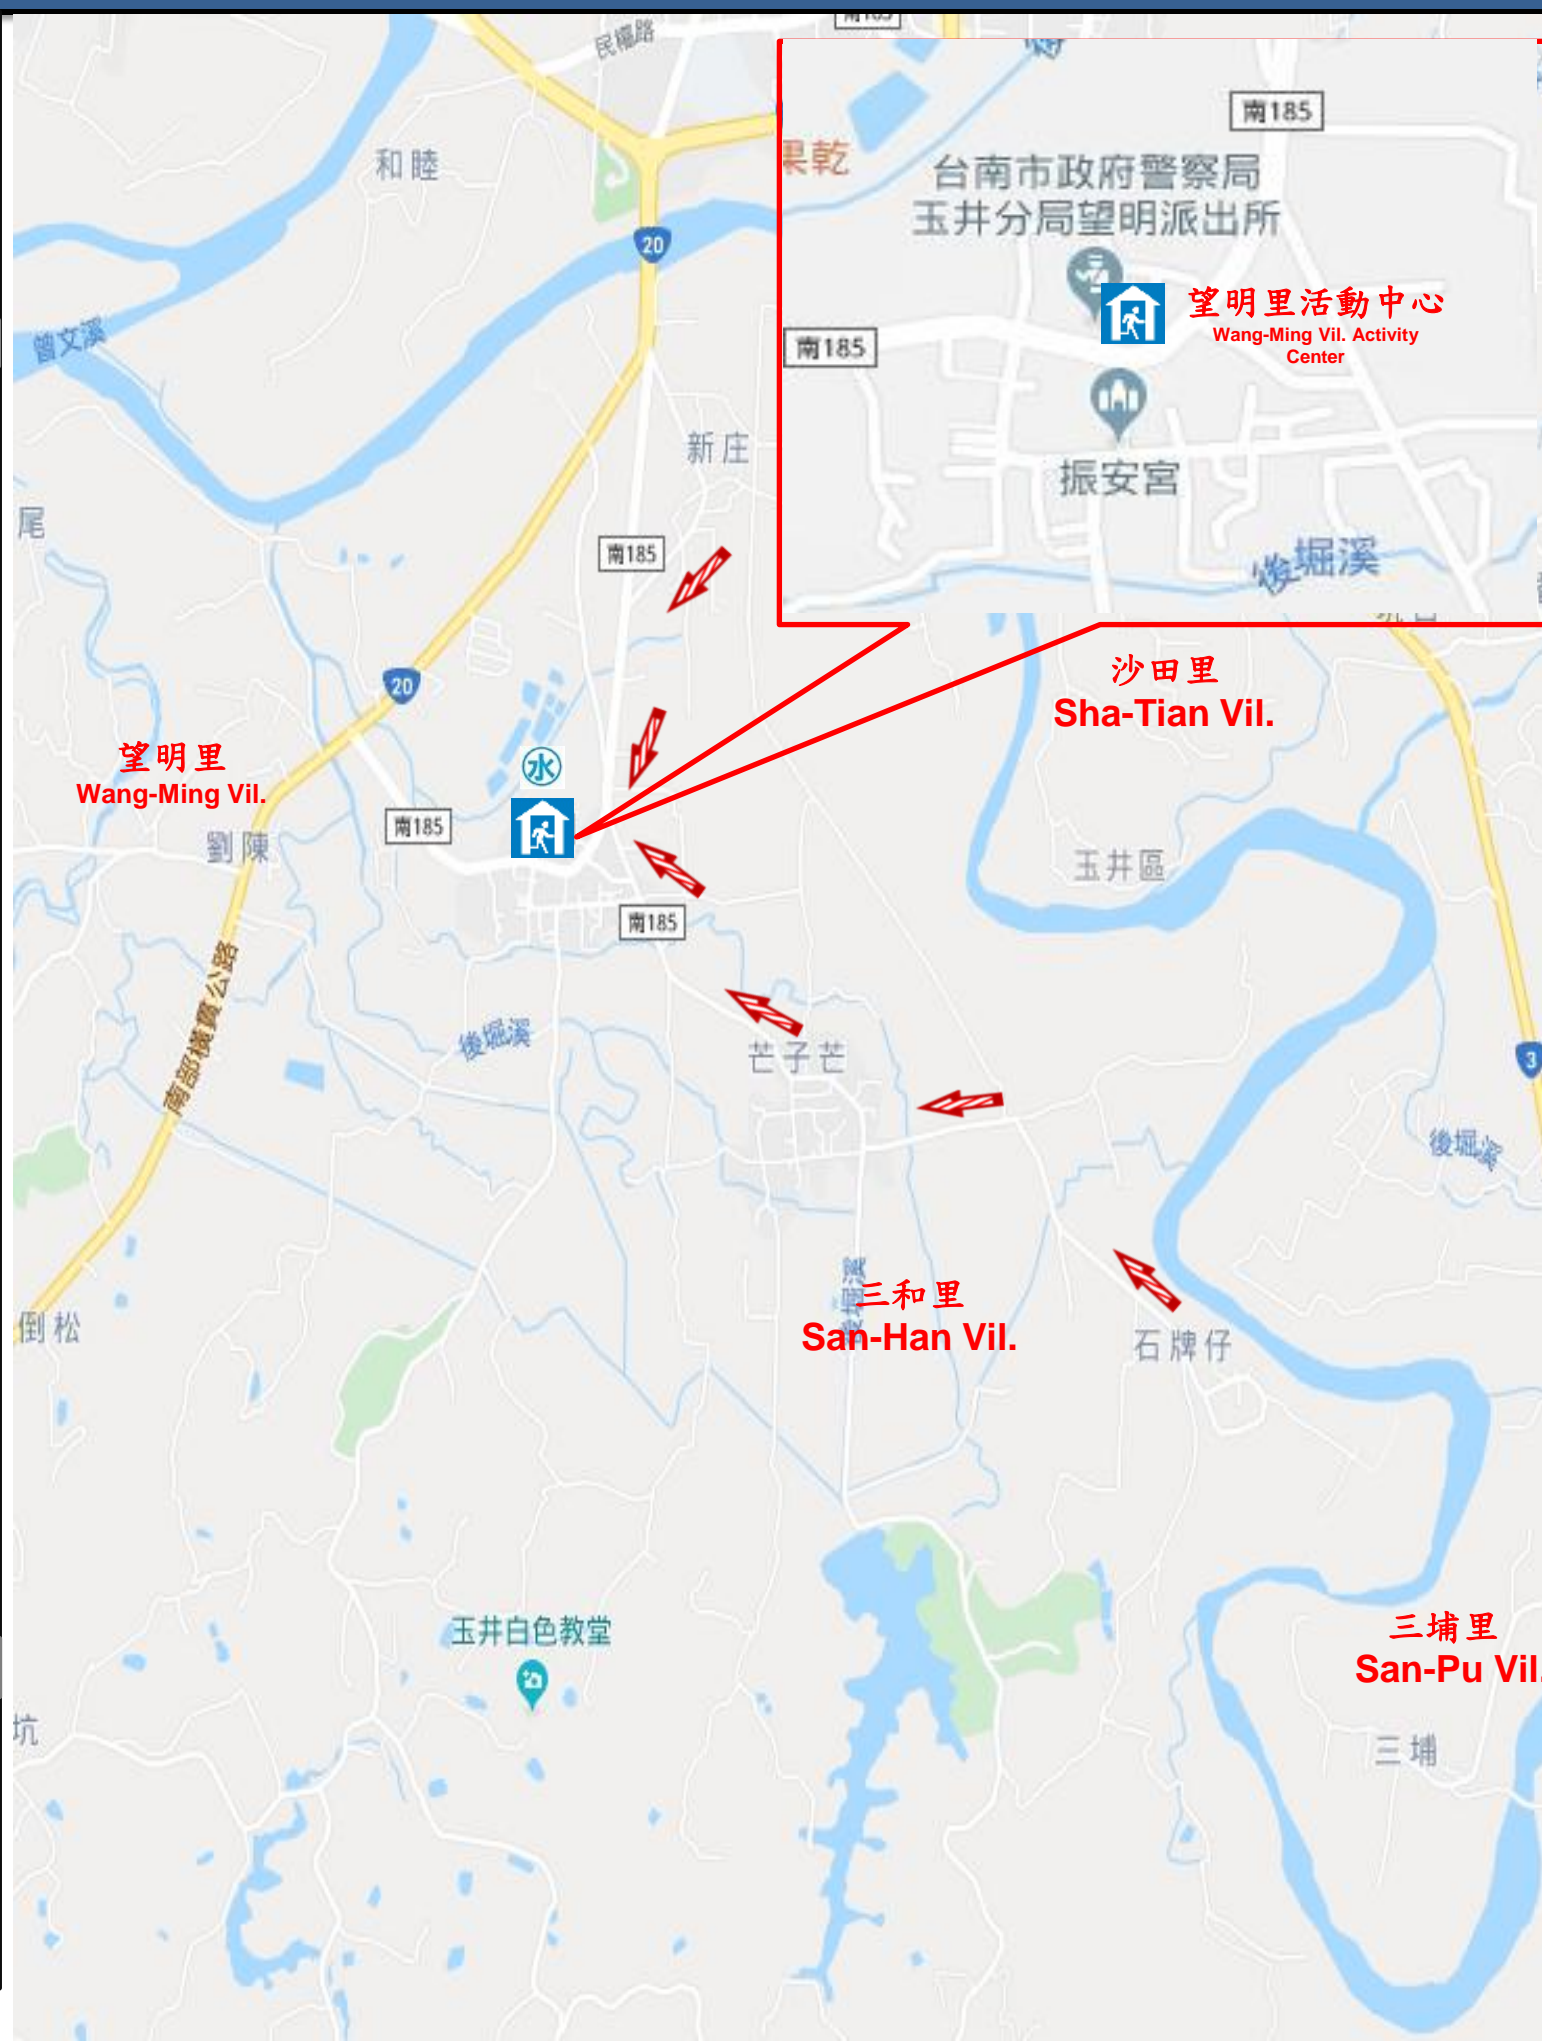 民權路
和睦
20
曾文溪
新庄
尾
南185
果乾
南185
台南市政府警察局
玉井分局望明派出所
望明里活動中心
Wang-Ming Vil. Activity
Center
南185
振安宮
後堀溪
沙田里
Sha-Tian Vil.
20
望明里
Wang-Ming Vil.
水
南185
劉陳
玉井區
南185
南部橫貫公路
後堀溪
芒子芒
3
後堀溪
三和里
San-Han Vil.
後堀溪
石牌仔
倒松
玉井白色教堂
三埔里
San-Pu Vil.
坑
三埔